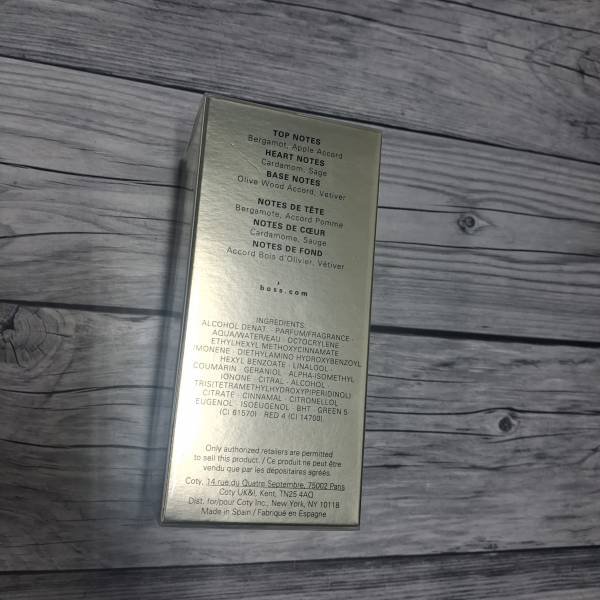 TOP NOTES
Bergamot, Apple Accord
HEART NOTES
Cardamom, Sage
BASE NOTES
Olive Wood Accord, Vetiver
NOTES DE TÊTE
Bergamote, Accord Pomme
NOTES DE CŒUR
Cardamome, Sauge
NOTES DE FOND
Accord Bois d'Olivier, Vétiver
boss.com
INGREDIENTS:
ALCOHOL DENAT. · PARFUM/FRAGRANCE ·
AQUA/WATER/EAU · OCTOCRYLENE ·
ETHYLHEXYL METHOXYCINNAMATE ·
LIMONENE · DIETHYLAMINO HYDROXYBENZOYL
HEXYL BENZOATE · LINALOOL ·
COUMARIN · GERANIOL · ALPHA-ISOMETHYL
IONONE · CITRAL · ALCOHOL ·
TRIS(TETRAMETHYLHYDROXYPIPERIDINOL)
CITRATE · CINNAMAL · CITRONELLOL ·
EUGENOL · ISOEUGENOL · BHT · GREEN 5
(CI 61570) · RED 4 (CI 14700).
Only authorized retailers are permitted
to sell this product. / Ce produit ne peut être
vendu que par les dépositaires agréés.
Coty, 14 rue du Quatre Septembre, 75002 Paris
Coty UK&I, Kent, TN25 4AQ
Dist. for/pour Coty Inc., New York, NY 10118
Made in Spain / Fabriqué en Espagne